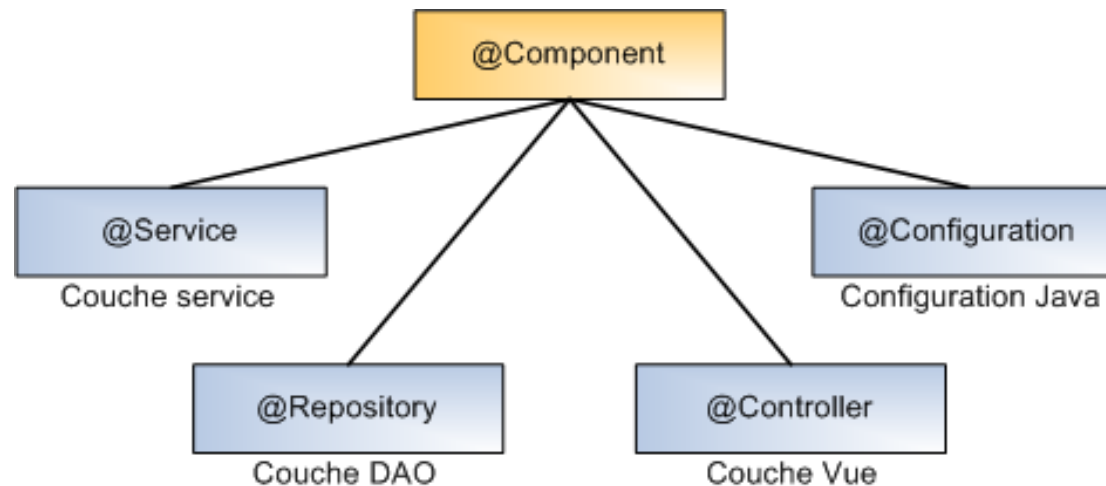 @Component
@Service
Couche service
@Configuration
Configuration Java
@Repository
Couche DAO
@Controller
Couche Vue